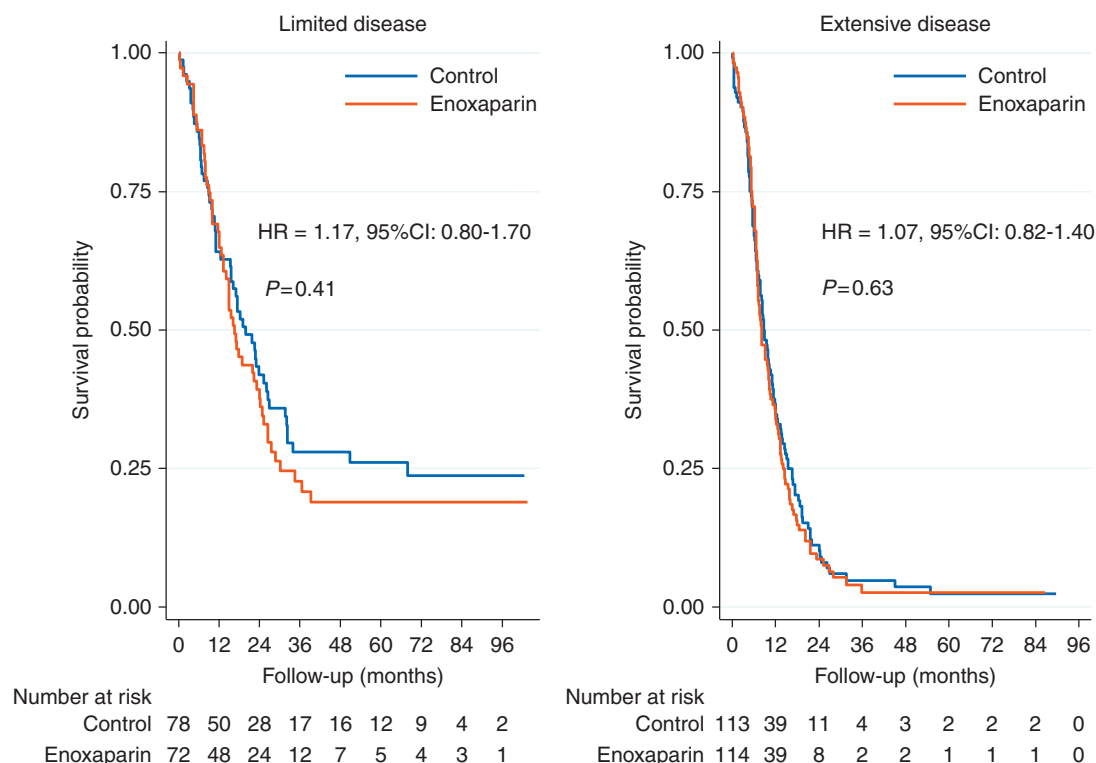 Limited disease
1.00
0.75
0.50
0.25
0.00
Survival probability
Control
Enoxaparin
HR = 1.17, 95%CI: 0.80-1.70
P=0.41
0 12 24 36 48 60 72 84 96
Follow-up (months)
Number at risk
Control 78 50 28 17 16 12 9 4 2
Enoxaparin 72 48 24 12 7 5 4 3 1
Extensive disease
1.00
0.75
0.50
0.25
0.00
Survival probability
Control
Enoxaparin
HR = 1.07, 95%CI: 0.82-1.40
P=0.63
0 12 24 36 48 60 72 84 96
Follow-up (months)
Number at risk
Control 113 39 11 4 3 2 2 2 0
Enoxaparin 114 39 8 2 2 1 1 1 0